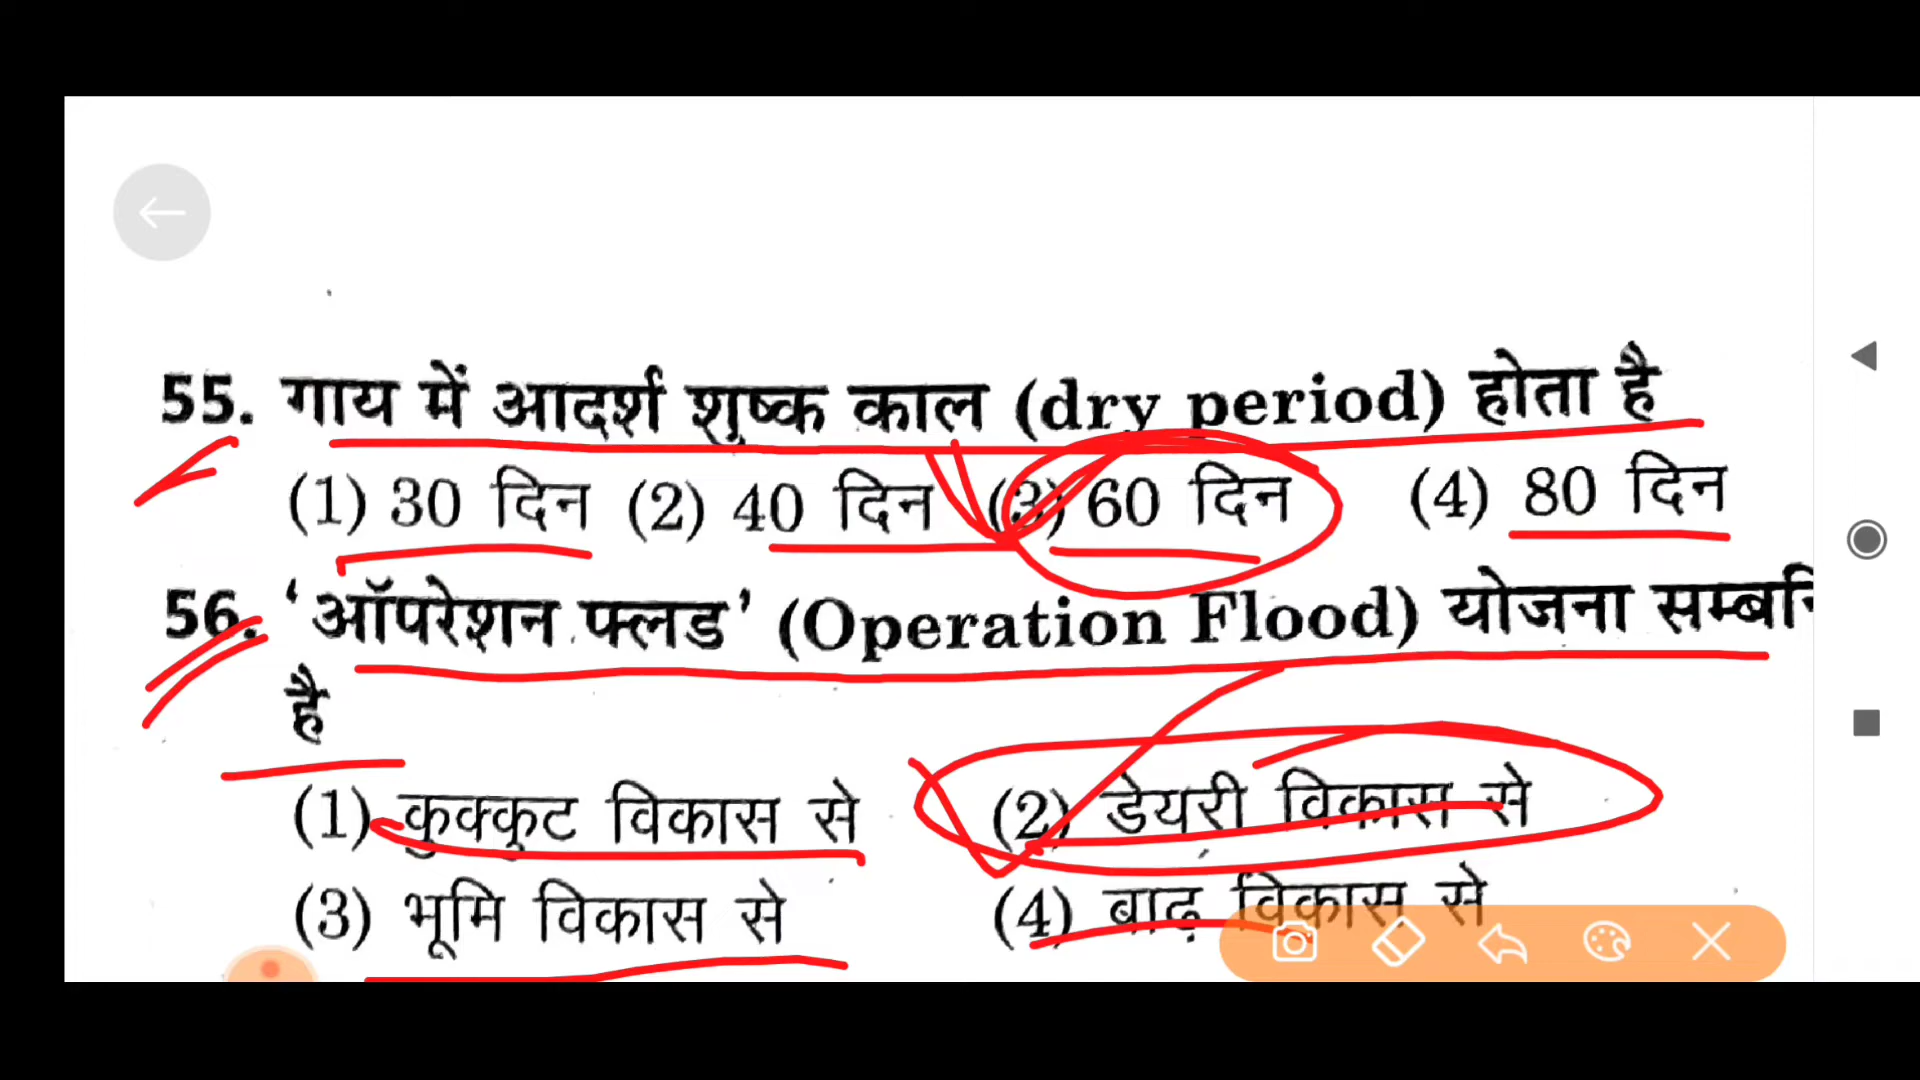 55. गाय में आदर्श शुष्क काल (dry period) होता है
(1) 30 दिन (2) 40 दिन (3) 60 दिन (4) 80 दिन
56. ‘ऑपरेशन फ्लड’ (Operation Flood) योजना
है
(1) कुक्कुट विकास से (2) डेयरी विकास से
(3) भूमि विकास से (4) बाढ़ विकास से